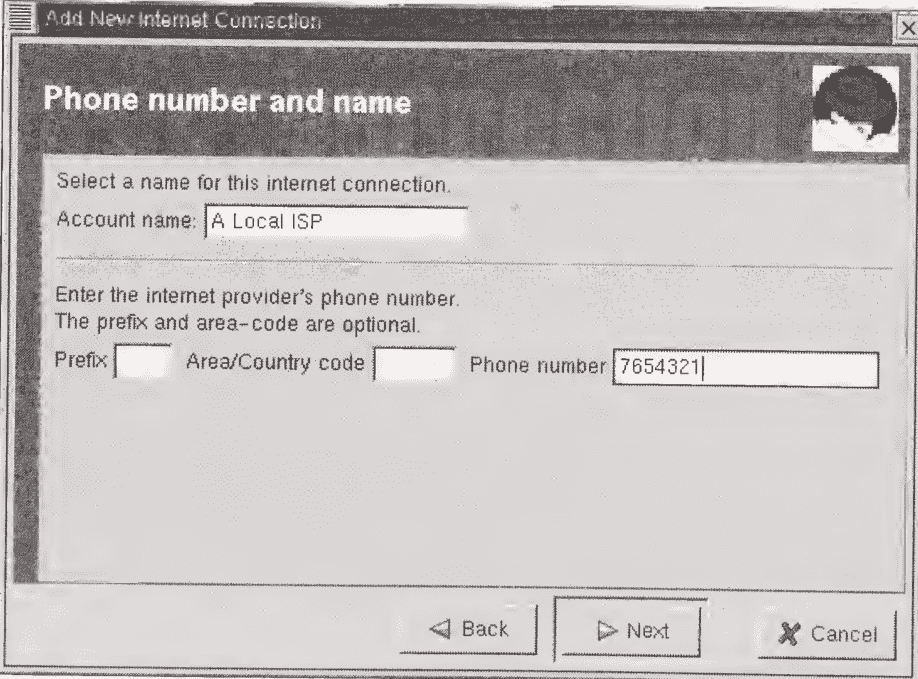 Add New Internet Connection
Phone number and name
Select a name for this internet connection.
Account name: A Local ISP
Enter the internet provider's phone number.
The prefix and area-code are optional.
Prefix Area/Country code Phone number 7654321
Back Next Cancel